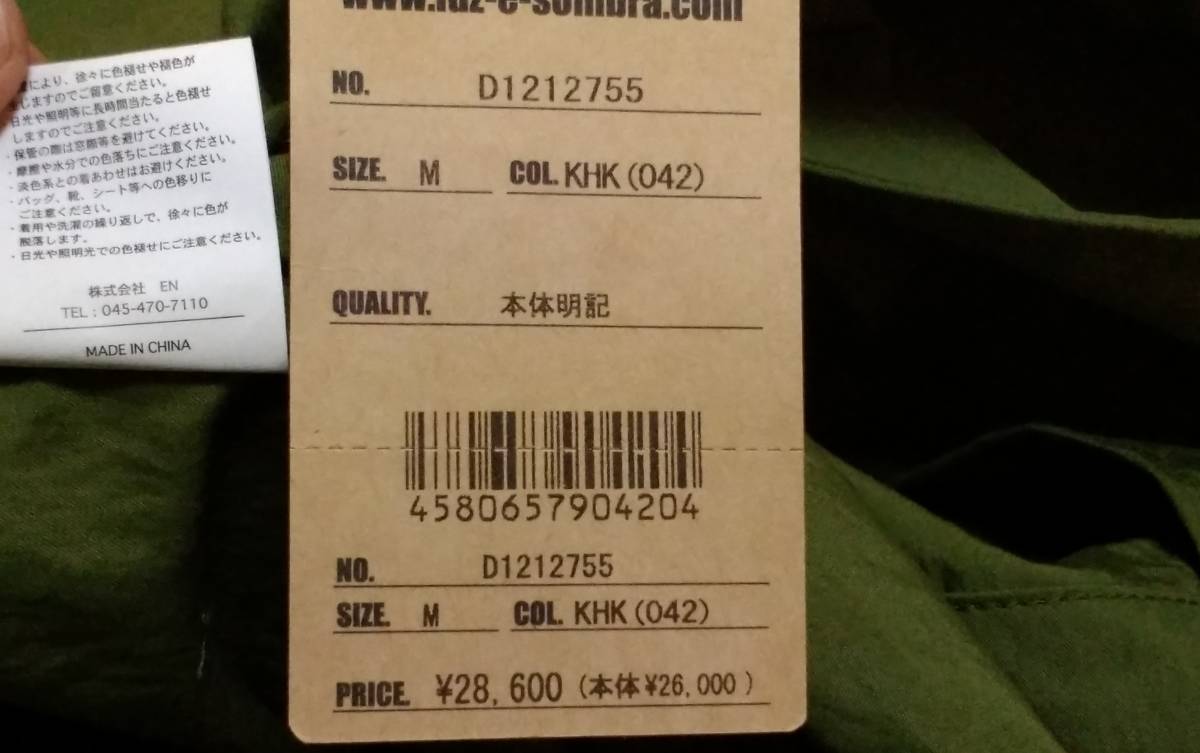 により、徐々に色褪せや褪色が
しますのでご留意ください。
日光や照明等に長時間当たると色褪せ
しますのでご注意ください。
・保管の際は窓際等を避けてください。
・摩擦や水分での色落ちにご注意ください。
・淡色系との着あわせはお避けください。
・バッグ、靴、シート等への色移りに
ご注意ください。
・着用や洗濯の繰り返しで、徐々に色が
脱落します。
・日光や照明光での色褪せにご注意ください。
株式会社 EN
TEL : 045-470-7110
MADE IN CHINA
www.luz-e-sombra.com
NO. D1212755
SIZE. M COL. KHK (042)
QUALITY. 本体明記
4580657904204
NO. D1212755
SIZE. M COL. KHK (042)
PRICE. ¥28,600 (本体¥26,000 )